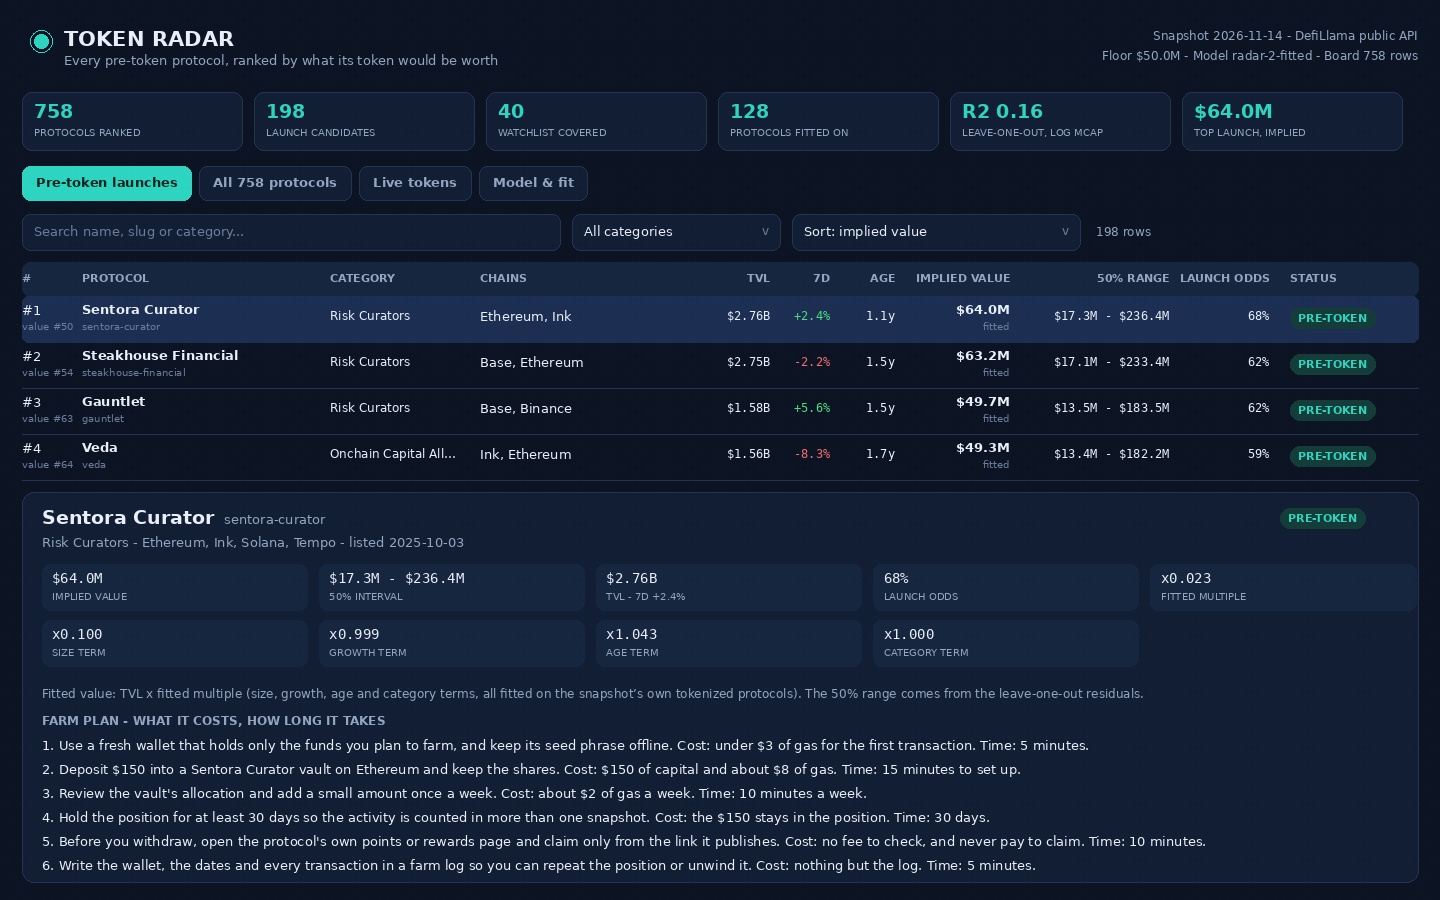 TOKEN RADAR
Every pre-token protocol, ranked by what its token would be worth
Snapshot 2026-11-14 - DefiLlama public API
Floor $50.0M - Model radar-2-fitted - Board 758 rows
758
PROTOCOLS RANKED
198
LAUNCH CANDIDATES
40
WATCHLIST COVERED
128
PROTOCOLS FITTED ON
R2 0.16
LEAVE-ONE-OUT, LOG MCAP
$64.0M
TOP LAUNCH, IMPLIED
Pre-token launches All 758 protocols Live tokens Model & fit
Search name, slug or category... All categories v Sort: implied value v 198 rows
# PROTOCOL CATEGORY CHAINS TVL 7D AGE IMPLIED VALUE 50% RANGE LAUNCH ODDS STATUS
#1 Sentora Curator Risk Curators Ethereum, Ink $2.76B +2.4% 1.1y $64.0M $17.3M - $236.4M 68% PRE-TOKEN
value #50 sentora-curator fitted
#2 Steakhouse Financial Risk Curators Base, Ethereum $2.75B -2.2% 1.5y $63.2M $17.1M - $233.4M 62% PRE-TOKEN
value #54 steakhouse-financial fitted
#3 Gauntlet Risk Curators Base, Binance $1.58B +5.6% 1.5y $49.7M $13.5M - $183.5M 62% PRE-TOKEN
value #63 gauntlet fitted
#4 Veda Onchain Capital All... Ink, Ethereum $1.56B -8.3% 1.7y $49.3M $13.4M - $182.2M 59% PRE-TOKEN
value #64 veda fitted
Sentora Curator sentora-curator PRE-TOKEN
Risk Curators - Ethereum, Ink, Solana, Tempo - listed 2025-10-03
$64.0M
IMPLIED VALUE
$17.3M - $236.4M
50% INTERVAL
$2.76B
TVL - 7D +2.4%
68%
LAUNCH ODDS
x0.023
FITTED MULTIPLE
x0.100
SIZE TERM
x0.999
GROWTH TERM
x1.043
AGE TERM
x1.000
CATEGORY TERM
Fitted value: TVL x fitted multiple (size, growth, age and category terms, all fitted on the snapshot's own tokenized protocols). The 50% range comes from the leave-one-out residuals.
FARM PLAN - WHAT IT COSTS, HOW LONG IT TAKES
1. Use a fresh wallet that holds only the funds you plan to farm, and keep its seed phrase offline. Cost: under $3 of gas for the first transaction. Time: 5 minutes.
2. Deposit $150 into a Sentora Curator vault on Ethereum and keep the shares. Cost: $150 of capital and about $8 of gas. Time: 15 minutes to set up.
3. Review the vault's allocation and add a small amount once a week. Cost: about $2 of gas a week. Time: 10 minutes a week.
4. Hold the position for at least 30 days so the activity is counted in more than one snapshot. Cost: the $150 stays in the position. Time: 30 days.
5. Before you withdraw, open the protocol's own points or rewards page and claim only from the link it publishes. Cost: no fee to check, and never pay to claim. Time: 10 minutes.
6. Write the wallet, the dates and every transaction in a farm log so you can repeat the position or unwind it. Cost: nothing but the log. Time: 5 minutes.